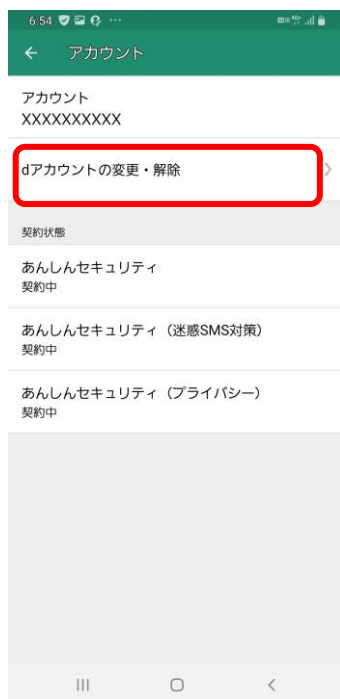 6:54
アカウント
アカウント
XXXXXXXXXX
dアカウントの変更・解除
契約状態
あんしんセキュリティ
契約中
あんしんセキュリティ（迷惑SMS対策）
契約中
あんしんセキュリティ（プライバシー）
契約中